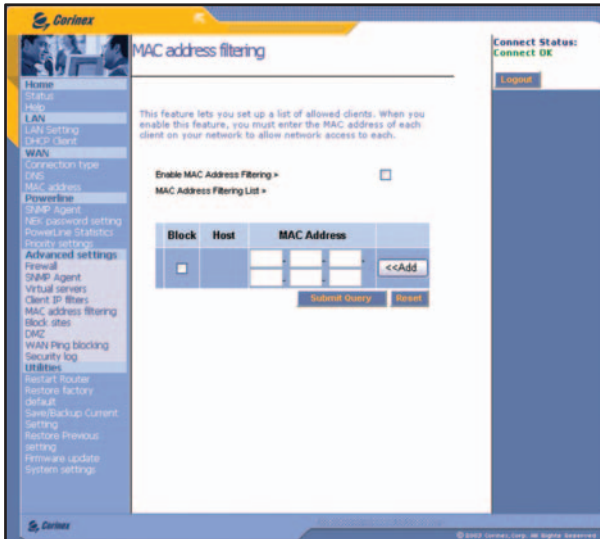 Corinex
MAC address filtering
Connect Status:
Connect OK
Logout
Home
Status
Help
LAN
LAN Setting
DHCP Client
WAN
Connection type
DNS
MAC address
Powerline
SNMP Agent
NEK password setting
PowerLine Statistics
Priority settings
Advanced settings
Firewall
SNMP Agent
Virtual servers
Client IP filters
MAC address filtering
Block sites
DMZ
WAN Ping blocking
Security log
Utilities
Restart Router
Restore factory
default
Save/Backup Current
Setting
Restore Previous
setting
Firmware update
System settings
This feature lets you set up a list of allowed clients. When you
enable this feature, you must enter the MAC address of each
client on your network to allow network access to each.
Enable MAC Address Filtering >
MAC Address Filtering List >
Block Host MAC Address
<<Add
Submit Query Reset
Corinex
© 2003 Corinex Corp. All Rights Reserved